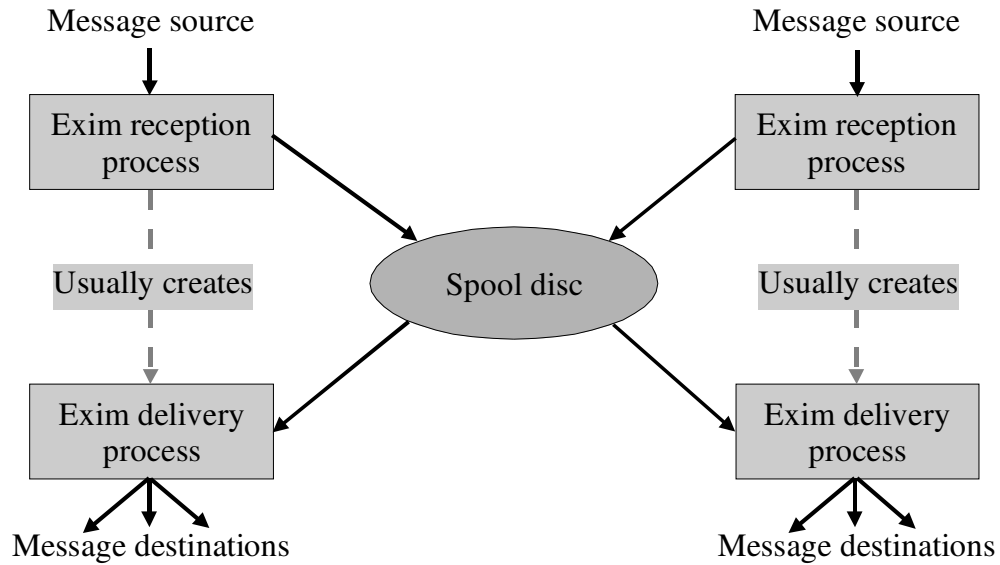 Message source
Message source
Exim reception
process
Exim reception
process
Usually creates
Spool disc
Usually creates
Exim delivery
process
Exim delivery
process
Message destinations
Message destinations